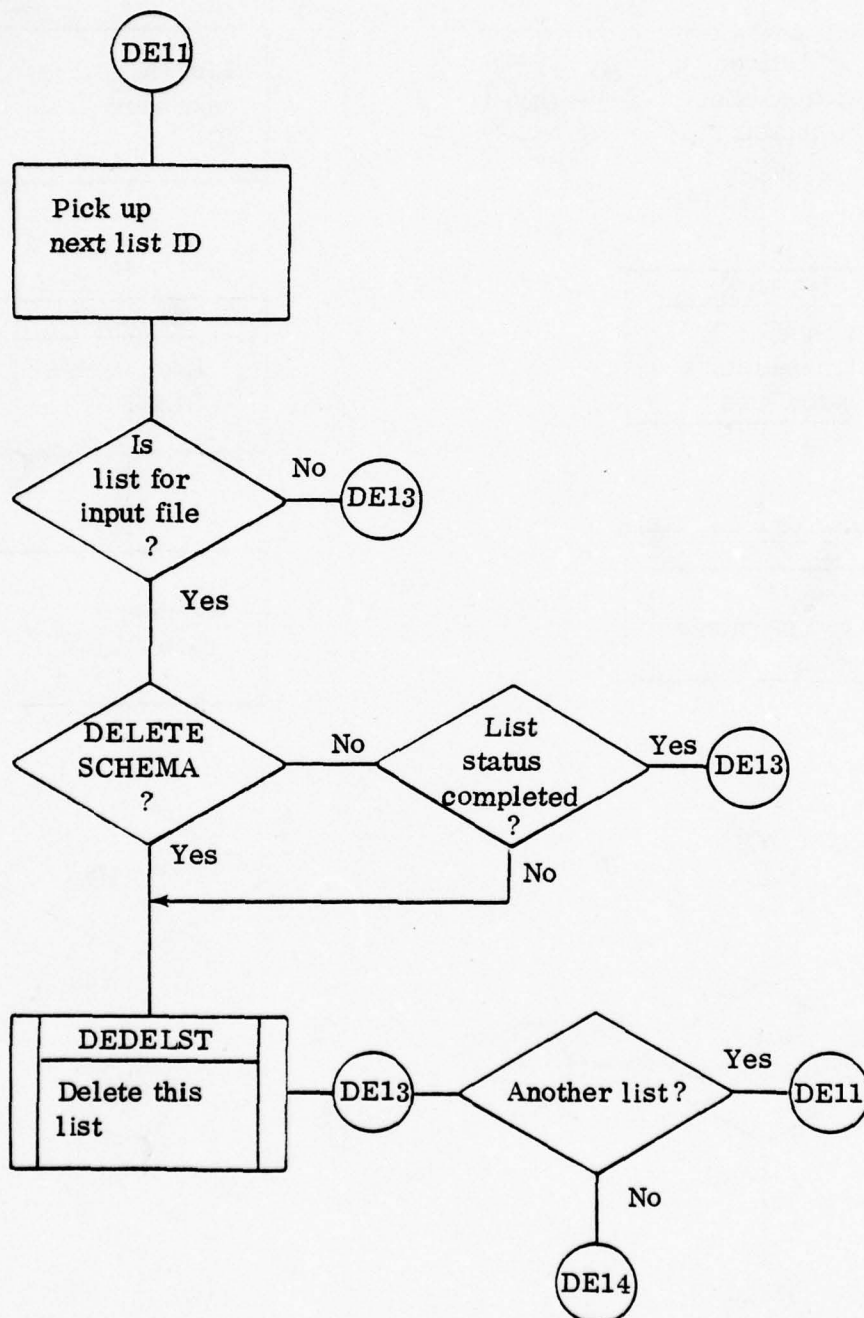 DE11
Pick up
next list ID
Is
list for
input file
?
No
DE13
Yes
DELETE
SCHEMA
?
No
List
status
completed
?
Yes
DE13
Yes
No
DEDELST
Delete this
list
DE13
Another list?
Yes
DE11
No
DE14